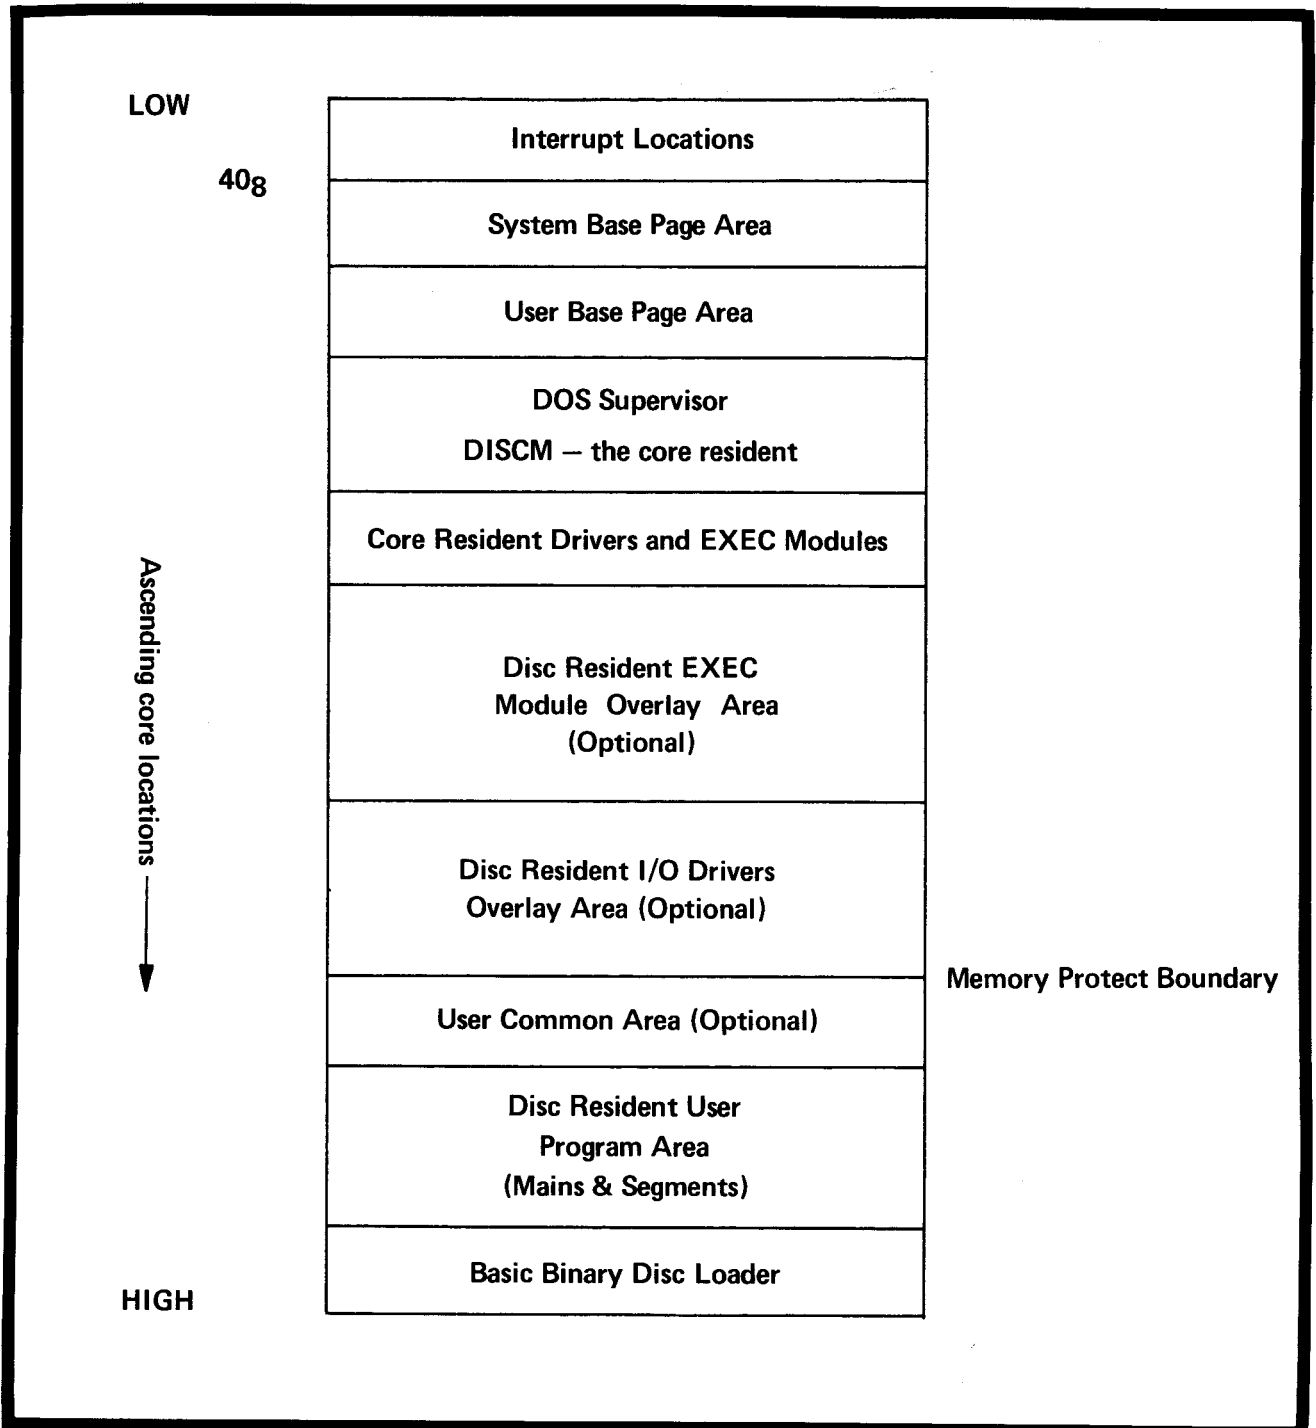 LOW
Interrupt Locations
40₈
System Base Page Area
User Base Page Area
DOS Supervisor
DISCM — the core resident
Core Resident Drivers and EXEC Modules
Ascending core locations
Disc Resident EXEC
Module Overlay Area
(Optional)
Disc Resident I/O Drivers
Overlay Area (Optional)
Memory Protect Boundary
User Common Area (Optional)
Disc Resident User
Program Area
(Mains & Segments)
Basic Binary Disc Loader
HIGH